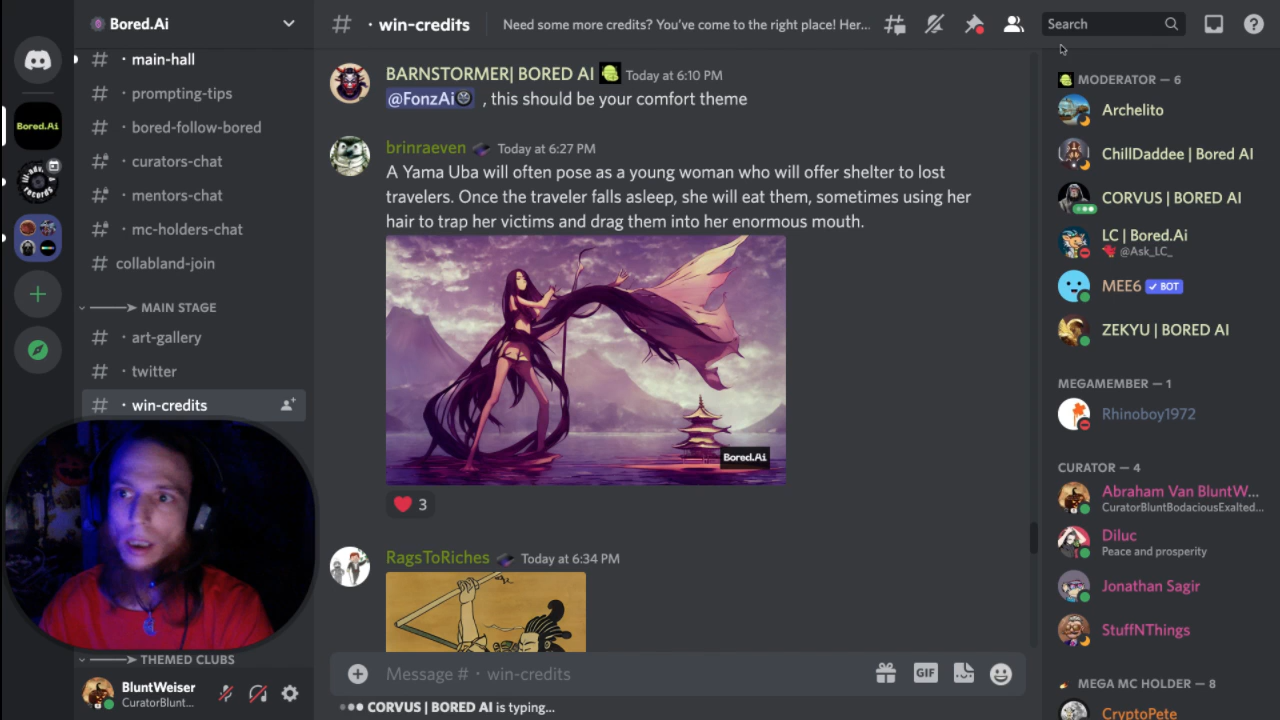 Bored.Ai
main-hall
prompting-tips
bored-follow-bored
curators-chat
mentors-chat
mc-holders-chat
collabland-join
MAIN STAGE
art-gallery
twitter
win-credits
THEMED CLUBS
BluntWeiser
CuratorBlunt...
Bored.Ai
win-credits
Need some more credits? You've come to the right place! Her...
Search
BARNSTORMER| BORED AI Today at 6:10 PM
@FonzAi , this should be your comfort theme
brinraeven Today at 6:27 PM
A Yama Uba will often pose as a young woman who will offer shelter to lost
travelers. Once the traveler falls asleep, she will eat them, sometimes using her
hair to trap her victims and drag them into her enormous mouth.
Bored.Ai
3
RagsToRiches Today at 6:34 PM
Message # · win-credits
GIF
CORVUS | BORED AI is typing...
MODERATOR — 6
Archelito
ChillDaddee | Bored AI
CORVUS | BORED AI
LC | Bored.Ai
@Ask_LC_
MEE6 ✓ BOT
ZEKYU | BORED AI
MEGAMEMBER — 1
Rhinoboy1972
CURATOR — 4
Abraham Van BluntW...
CuratorBluntBodaciousExalted...
Diluc
Peace and prosperity
Jonathan Sagir
StuffNThings
MEGA MC HOLDER — 8
CryptoPete